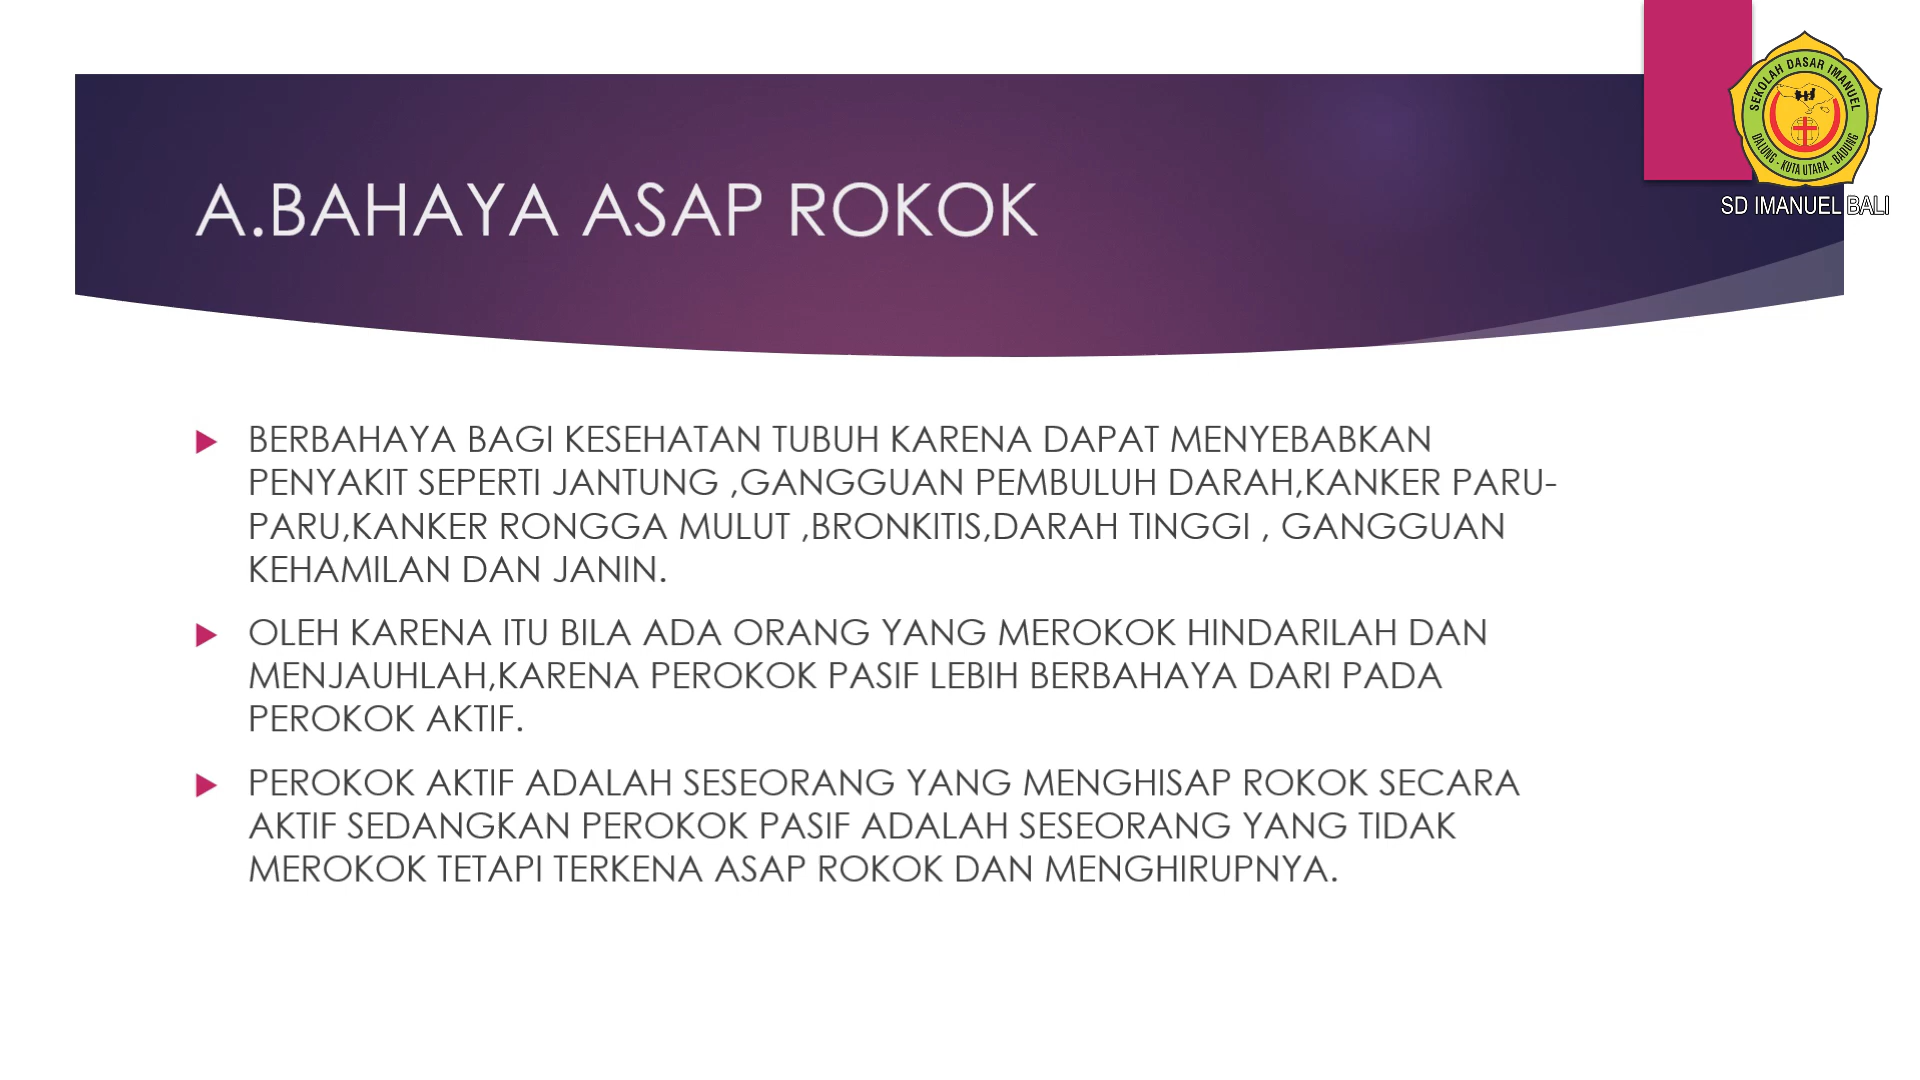 SEKOLAH DASAR IMANUEL
DALUNG - KUTA UTARA - BADUNG
SD IMANUEL BALI
A.BAHAYA ASAP ROKOK
BERBAHAYA BAGI KESEHATAN TUBUH KARENA DAPAT MENYEBABKAN
PENYAKIT SEPERTI JANTUNG ,GANGGUAN PEMBULUH DARAH,KANKER PARU-
PARU,KANKER RONGGA MULUT ,BRONKITIS,DARAH TINGGI , GANGGUAN
KEHAMILAN DAN JANIN.
OLEH KARENA ITU BILA ADA ORANG YANG MEROKOK HINDARILAH DAN
MENJAUHLAH,KARENA PEROKOK PASIF LEBIH BERBAHAYA DARI PADA
PEROKOK AKTIF.
PEROKOK AKTIF ADALAH SESEORANG YANG MENGHISAP ROKOK SECARA
AKTIF SEDANGKAN PEROKOK PASIF ADALAH SESEORANG YANG TIDAK
MEROKOK TETAPI TERKENA ASAP ROKOK DAN MENGHIRUPNYA.